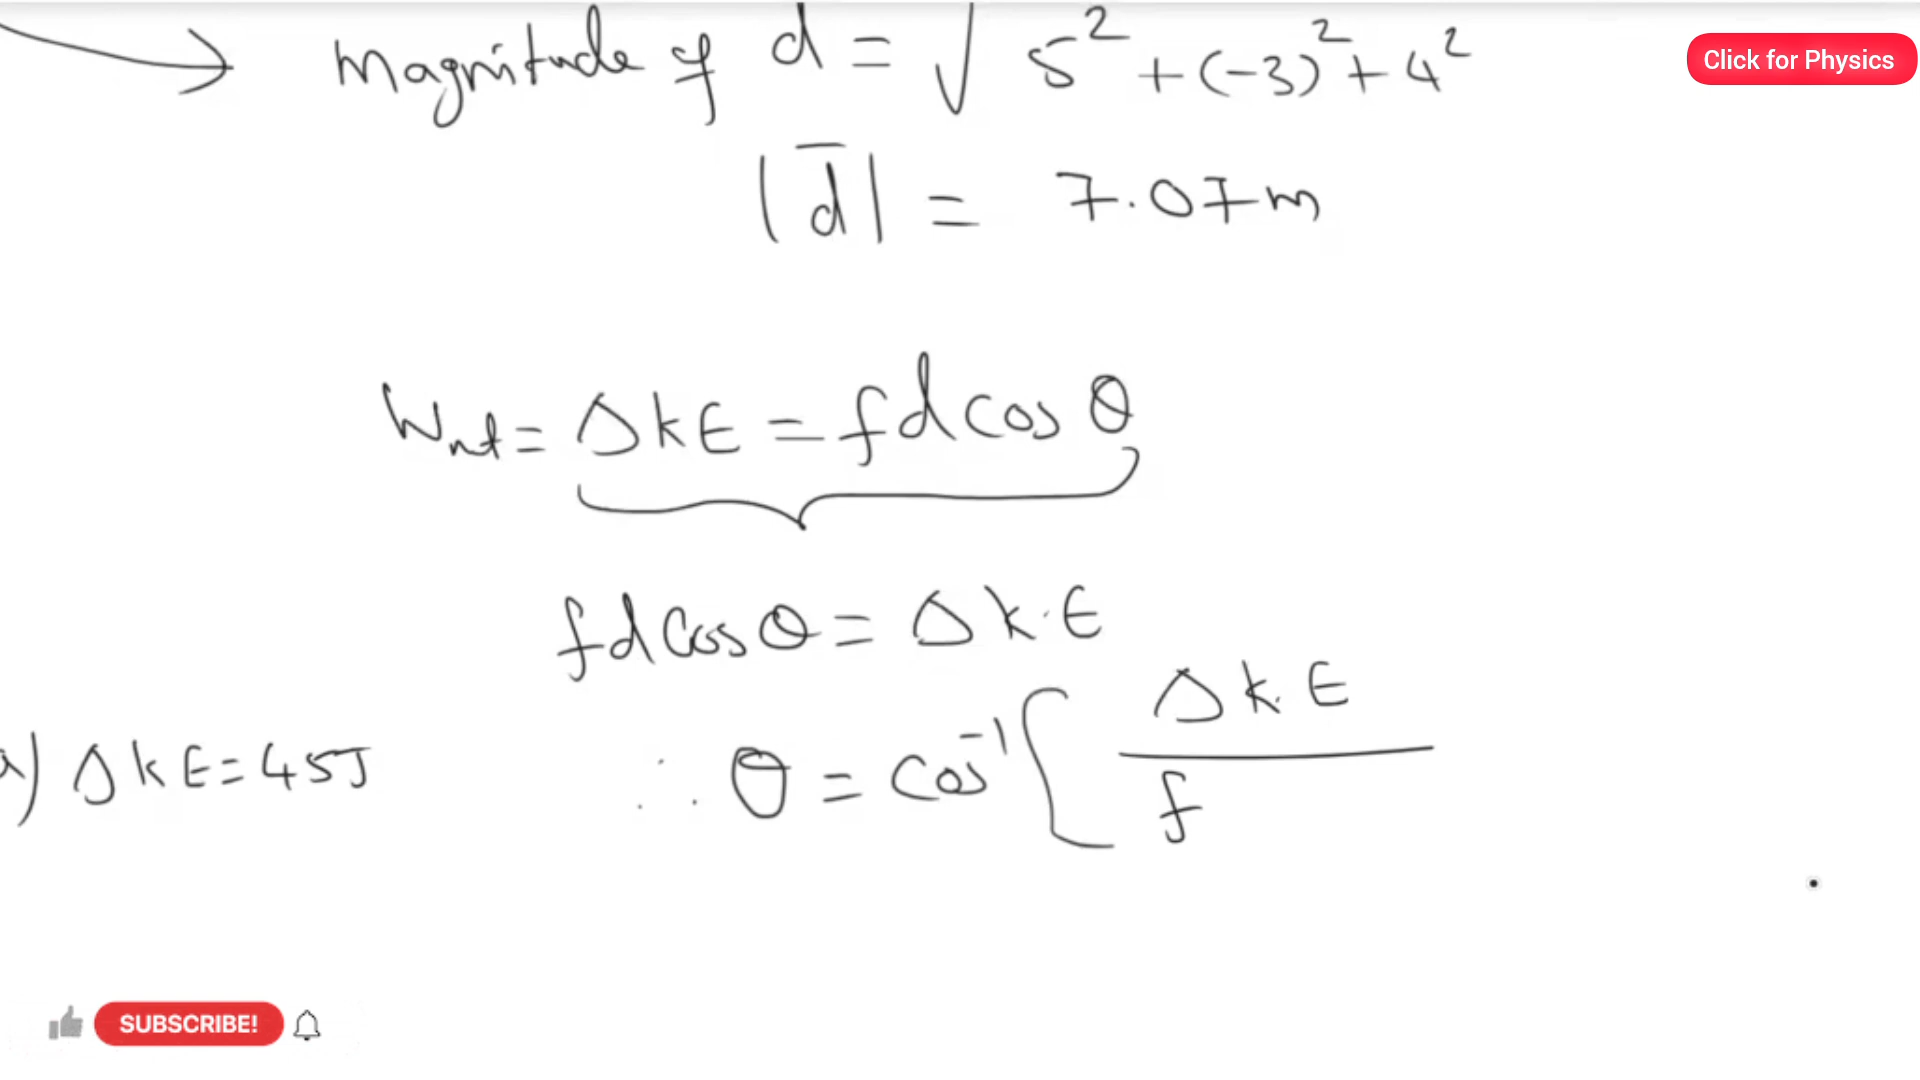 magnitude of d = √ 5² + (-3)² + 4²
Click for Physics
|d̅| = 7.07m
Wnet = ΔKE = fd cos θ
fd cos θ = Δk.E
a) ΔKE = 45J
∴ θ = cos⁻¹ [ Δk.E / f
SUBSCRIBE!